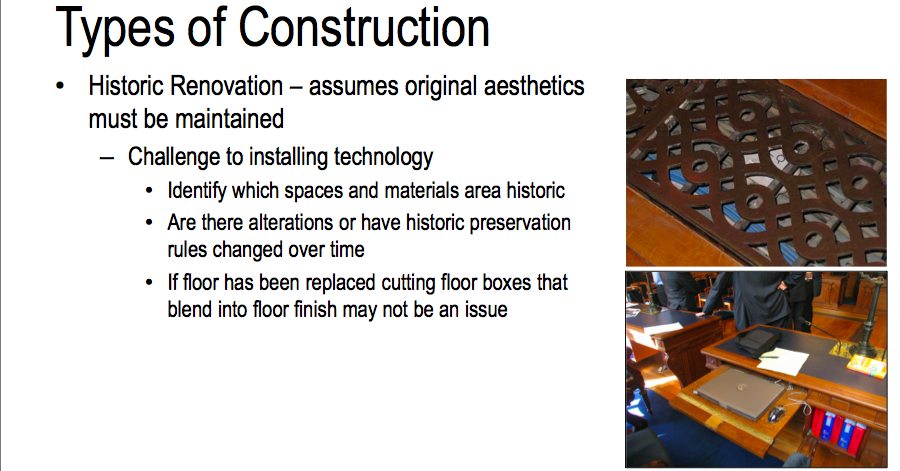 Types of Construction
• Historic Renovation – assumes original aesthetics
must be maintained
– Challenge to installing technology
• Identify which spaces and materials area historic
• Are there alterations or have historic preservation
rules changed over time
• If floor has been replaced cutting floor boxes that
blend into floor finish may not be an issue